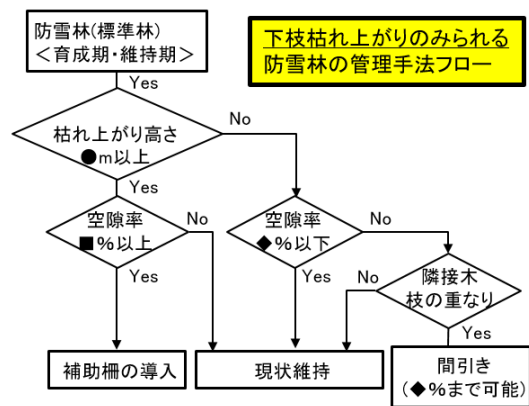 防雪林(標準林)
＜育成期・維持期＞
下枝枯れ上がりのみられる
防雪林の管理手法フロー
Yes
枯れ上がり高さ
●m以上
No
Yes
空隙率
■%以上
No
空隙率
◆%以下
No
Yes
Yes
No
隣接木
枝の重なり
Yes
補助柵の導入
現状維持
間引き
(◆%まで可能)